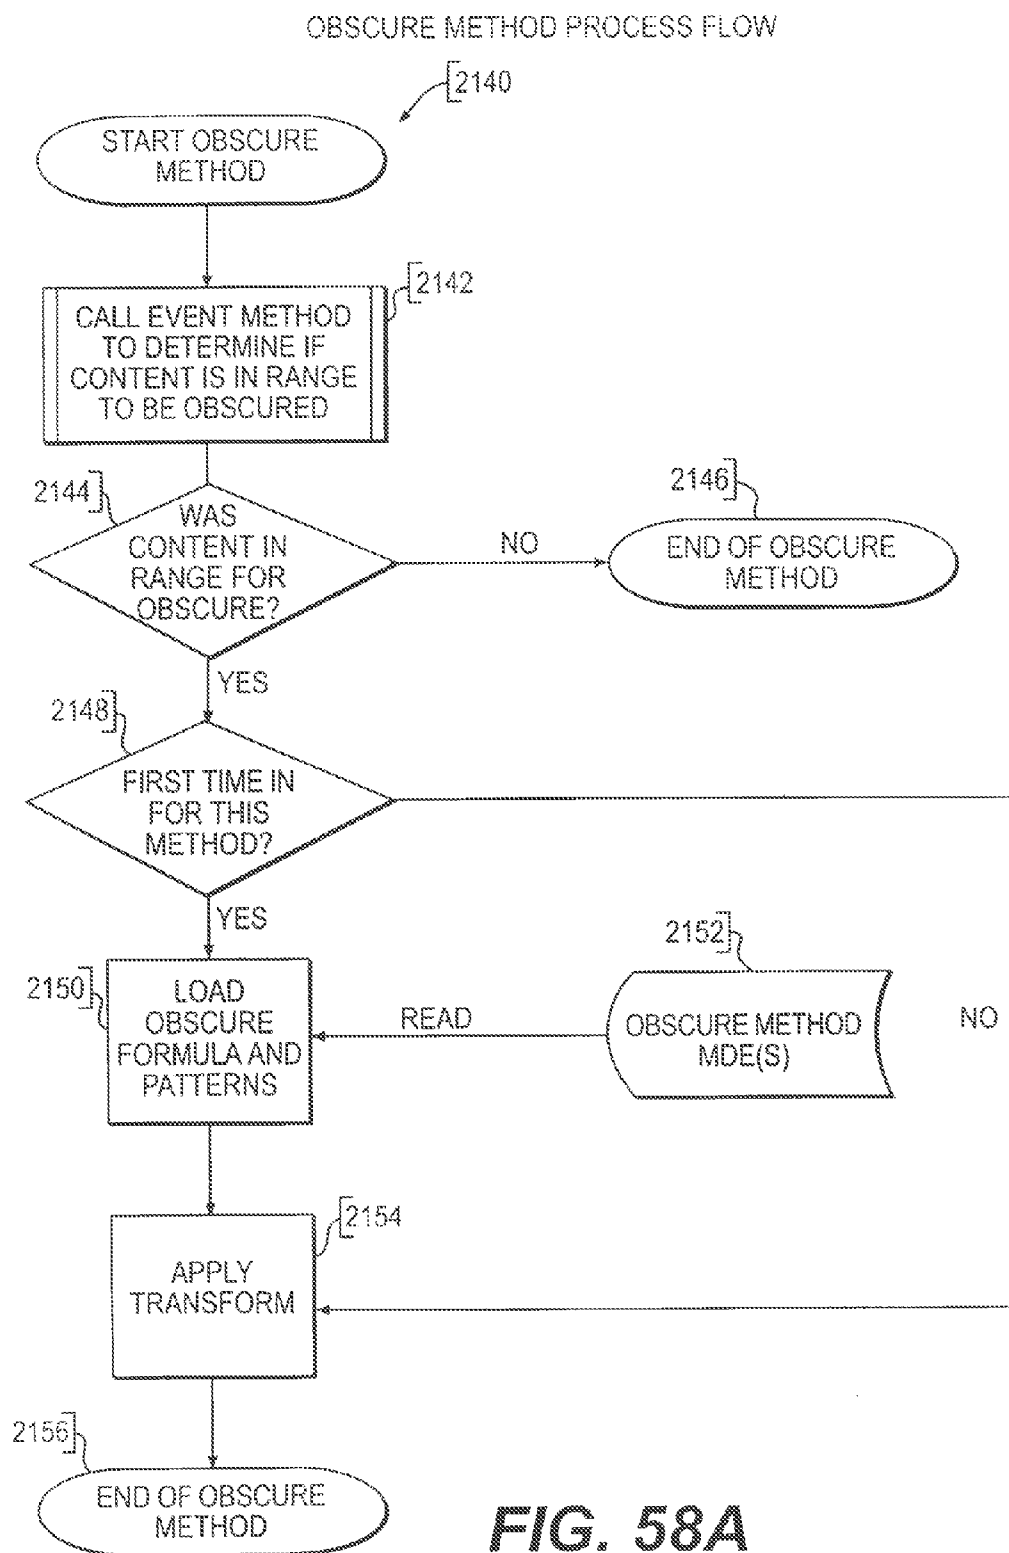 OBSCURE METHOD PROCESS FLOW
2140
START OBSCURE
METHOD
2142
CALL EVENT METHOD
TO DETERMINE IF
CONTENT IS IN RANGE
TO BE OBSCURED
2144
WAS
CONTENT IN
RANGE FOR
OBSCURE?
NO
2146
END OF OBSCURE
METHOD
YES
2148
FIRST TIME IN
FOR THIS
METHOD?
YES
2150
LOAD
OBSCURE
FORMULA AND
PATTERNS
READ
2152
OBSCURE METHOD
MDE(S)
NO
2154
APPLY
TRANSFORM
2156
END OF OBSCURE
METHOD
FIG. 58A